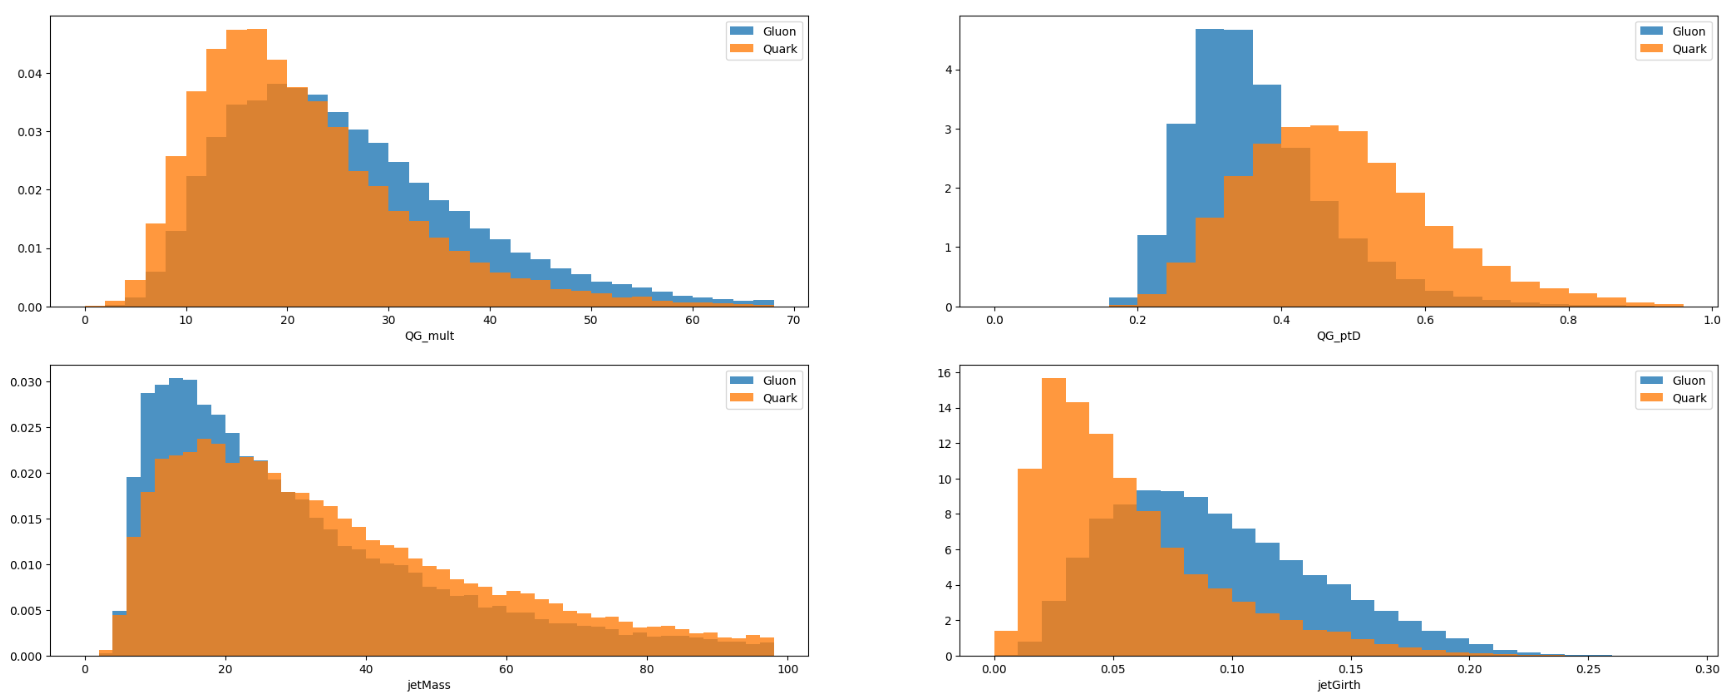 Gluon
Quark
0.04
0.03
0.02
0.01
0.00
0 10 20 30 40 50 60 70
QG_mult
Gluon
Quark
4
3
2
1
0
0.0 0.2 0.4 0.6 0.8 1.0
QG_ptD
Gluon
Quark
0.030
0.025
0.020
0.015
0.010
0.005
0.000
0 20 40 60 80 100
jetMass
Gluon
Quark
16
14
12
10
8
6
4
2
0
0.00 0.05 0.10 0.15 0.20 0.25 0.30
jetGirth